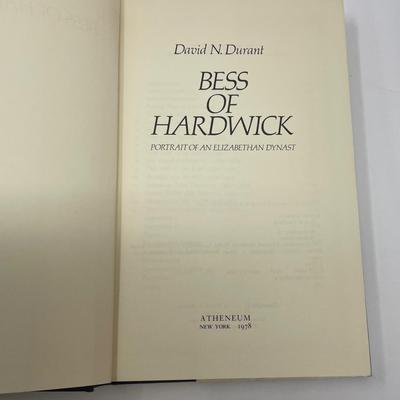 David N. Durant
BESS
OF
HARDWICK
PORTRAIT OF AN ELIZABETHAN DYNAST
ATHENEUM
NEW YORK 1978